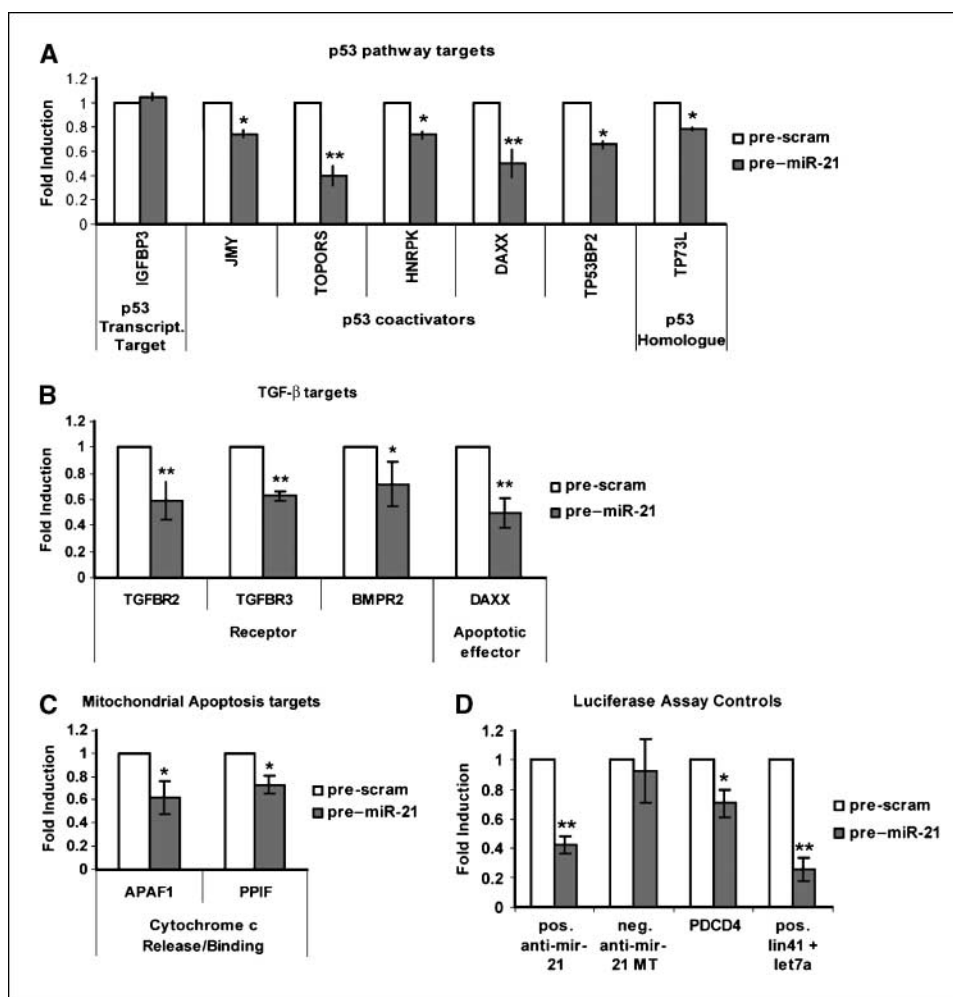 A
p53 pathway targets
1.2
1
0.8
0.6
0.4
0.2
0
Fold Induction
*
**
*
**
*
*
pre-scram
pre–miR-21
IGFBP3
JMY
TOPORS
HNRPK
DAXX
TP53BP2
TP73L
p53
Transcript.
Target
p53 coactivators
p53
Homologue
B
TGF-β targets
1.2
1
0.8
0.6
0.4
0.2
0
Fold Induction
**
**
*
**
pre-scram
pre–miR-21
TGFBR2
TGFBR3
BMPR2
DAXX
Receptor
Apoptotic
effector
C
Mitochondrial Apoptosis targets
1.2
1
0.8
0.6
0.4
0.2
0
Fold Induction
*
*
pre-scram
pre–miR-21
APAF1
PPIF
Cytochrome c
Release/Binding
D
Luciferase Assay Controls
1.2
1
0.8
0.6
0.4
0.2
0
Fold Induction
**
*
**
pre-scram
pre–miR-21
pos.
anti-mir-
21
neg.
anti-mir-
21 MT
PDCD4
pos.
lin41 +
let7a